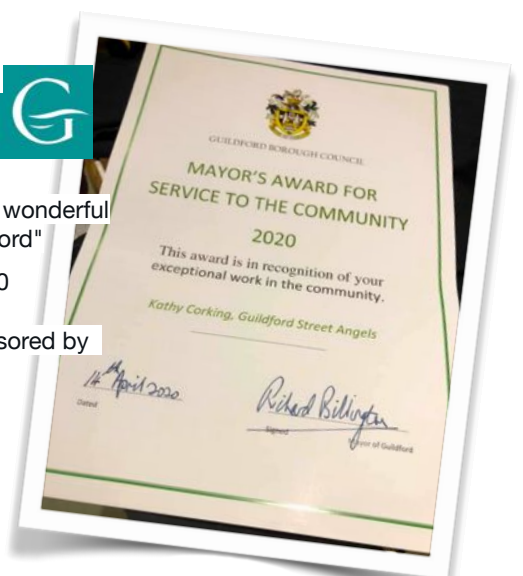 G
wonderful
ord"
0
sored by
GUILDFORD BOROUGH COUNCIL
MAYOR'S AWARD FOR
SERVICE TO THE COMMUNITY
2020
This award is in recognition of your
exceptional work in the community.
Kathy Corking, Guildford Street Angels
14th April 2020
Dated
Richard Billington
Signed
Mayor of Guildford